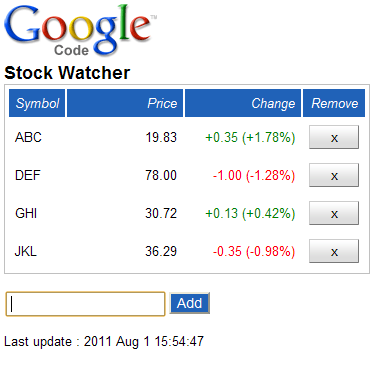 Google™
Code
Stock Watcher
Symbol Price Change Remove
ABC 19.83 +0.35 (+1.78%) x
DEF 78.00 -1.00 (-1.28%) x
GHI 30.72 +0.13 (+0.42%) x
JKL 36.29 -0.35 (-0.98%) x
Add
Last update : 2011 Aug 1 15:54:47